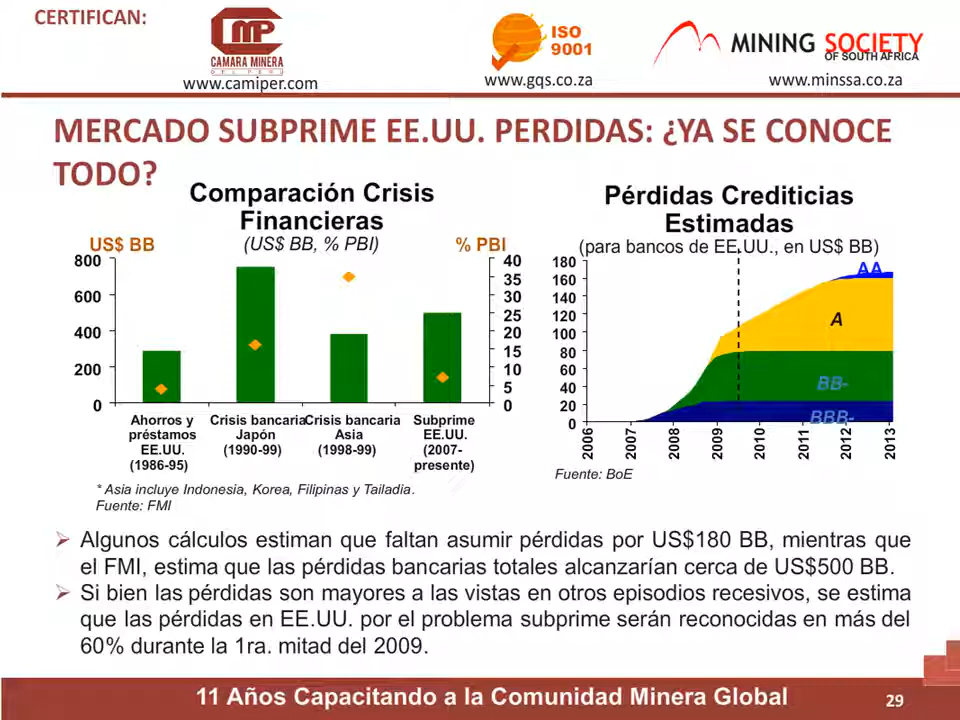 CERTIFICAN:
CMP
CAMARA MINERA
DEL PERU
www.camiper.com
ISO
9001
www.gqs.co.za
MINING SOCIETY
OF SOUTH AFRICA
www.minssa.co.za
MERCADO SUBPRIME EE.UU. PERDIDAS: ¿YA SE CONOCE
TODO?
Comparación Crisis
Financieras
(US$ BB, % PBI)
US$ BB
% PBI
800
600
400
200
0
40
35
30
25
20
15
10
5
0
Ahorros y
préstamos
EE.UU.
(1986-95)
Crisis bancaria
Japón
(1990-99)
Crisis bancaria
Asia
(1998-99)
Subprime
EE.UU.
(2007-
presente)
* Asia incluye Indonesia, Korea, Filipinas y Tailadia.
Fuente: FMI
Pérdidas Crediticias
Estimadas
(para bancos de EE.UU., en US$ BB)
180
160
140
120
100
80
60
40
20
0
AA
A
BB-
BBB-
2006
2007
2008
2009
2010
2011
2012
2013
Fuente: BoE
Algunos cálculos estiman que faltan asumir pérdidas por US$180 BB, mientras que
el FMI, estima que las pérdidas bancarias totales alcanzarían cerca de US$500 BB.
Si bien las pérdidas son mayores a las vistas en otros episodios recesivos, se estima
que las pérdidas en EE.UU. por el problema subprime serán reconocidas en más del
60% durante la 1ra. mitad del 2009.
11 Años Capacitando a la Comunidad Minera Global
29